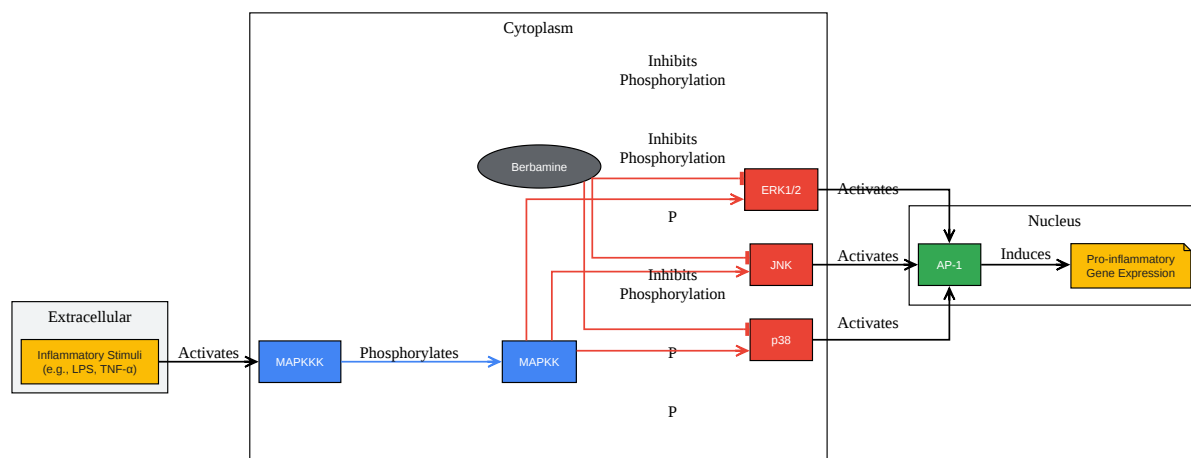 Cytoplasm
Inhibits
Phosphorylation
Inhibits
Phosphorylation
Berbamine
ERK1/2
Activates
P
Nucleus
JNK
Activates
AP-1
Induces
Pro-inflammatory
Gene Expression
Inhibits
Phosphorylation
Extracellular
Inflammatory Stimuli
(e.g., LPS, TNF-α)
Activates
MAPKKK
Phosphorylates
MAPKK
P
p38
Activates
P